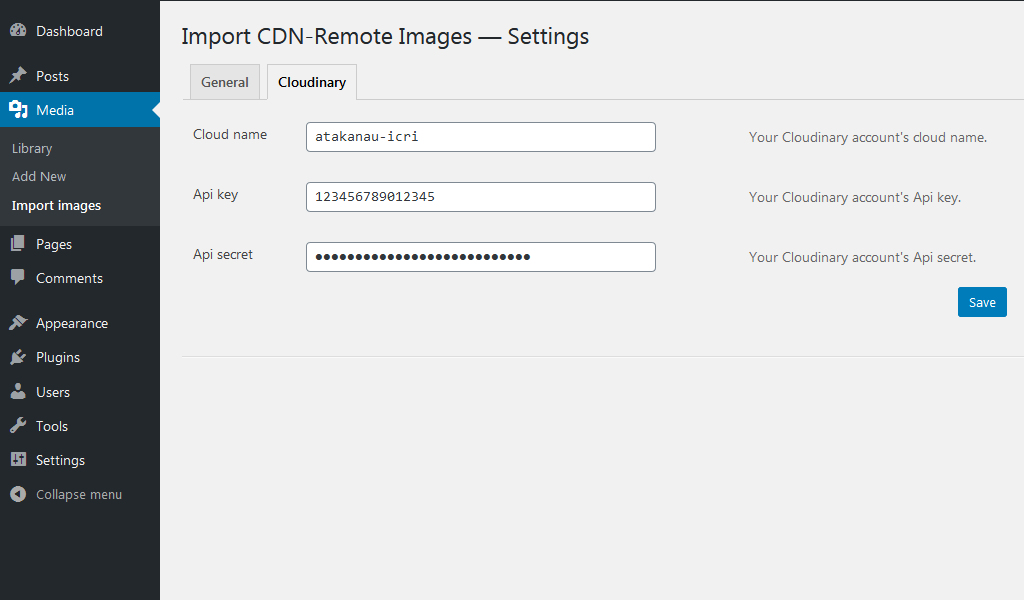 Dashboard
Posts
Media
Library
Add New
Import images
Pages
Comments
Appearance
Plugins
Users
Tools
Settings
Collapse menu
Import CDN-Remote Images — Settings
General
Cloudinary
Cloud name
atakanau-icri
Your Cloudinary account's cloud name.
Api key
123456789012345
Your Cloudinary account's Api key.
Api secret
•••••••••••••••••••••••••••
Your Cloudinary account's Api secret.
Save